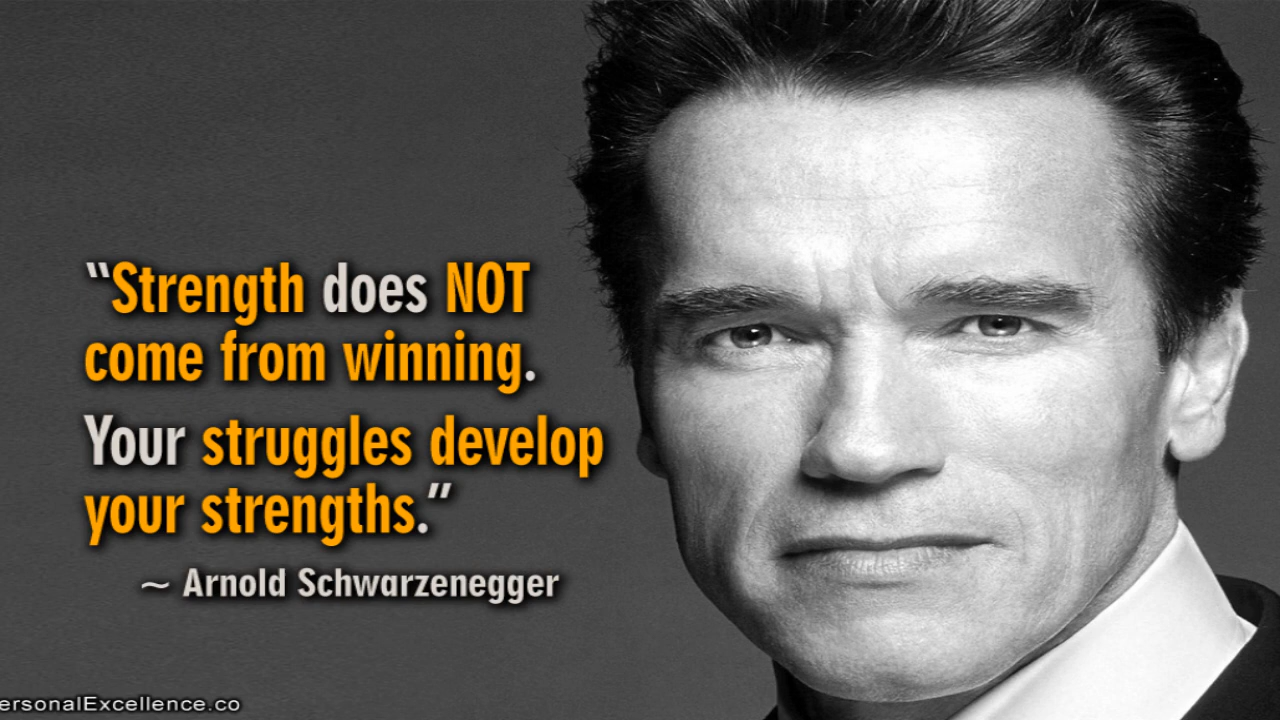 “Strength does NOT
come from winning.
Your struggles develop
your strengths.”
~ Arnold Schwarzenegger
ersonalExcellence.co